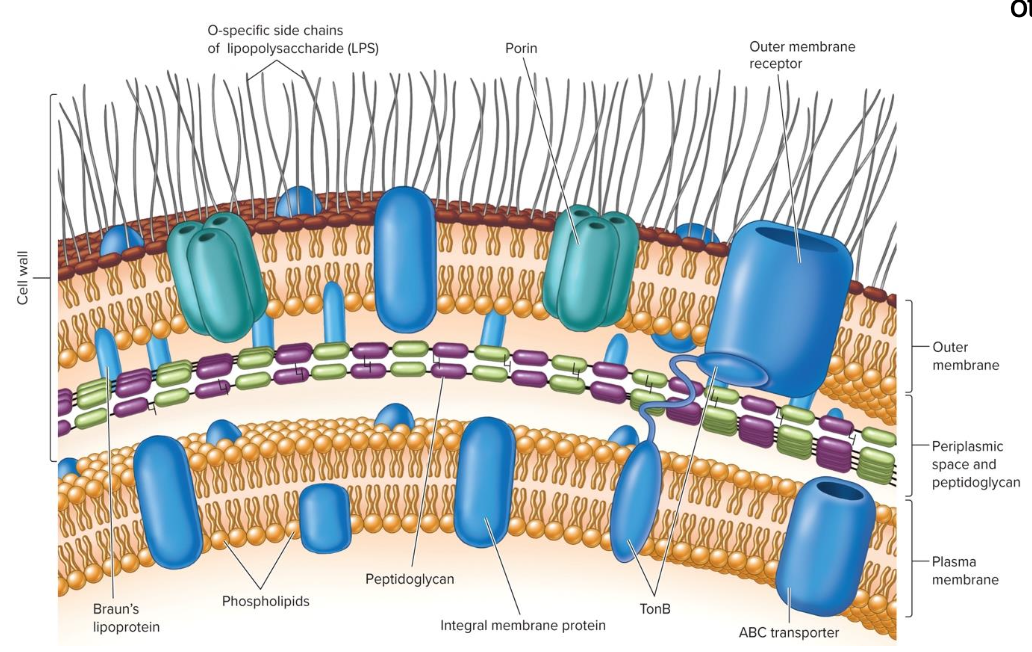 O-specific side chains
of lipopolysaccharide (LPS)
Porin
Outer membrane
receptor
Cell wall
Outer
membrane
Periplasmic
space and
peptidoglycan
Plasma
membrane
Braun's
lipoprotein
Phospholipids
Peptidoglycan
Integral membrane protein
TonB
ABC transporter